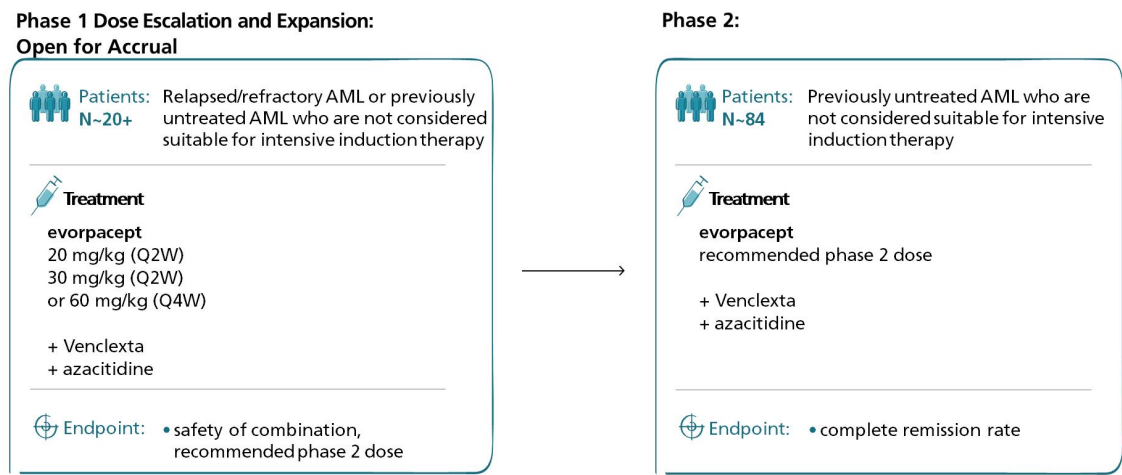 Phase 1 Dose Escalation and Expansion:
Open for Accrual
Patients:
N~20+
Relapsed/refractory AML or previously
untreated AML who are not considered
suitable for intensive induction therapy
Treatment
evorpacept
20 mg/kg (Q2W)
30 mg/kg (Q2W)
or 60 mg/kg (Q4W)
+ Venclexta
+ azacitidine
Endpoint:
• safety of combination,
recommended phase 2 dose
Phase 2:
Patients:
N~84
Previously untreated AML who are
not considered suitable for intensive
induction therapy
Treatment
evorpacept
recommended phase 2 dose
+ Venclexta
+ azacitidine
Endpoint:
• complete remission rate